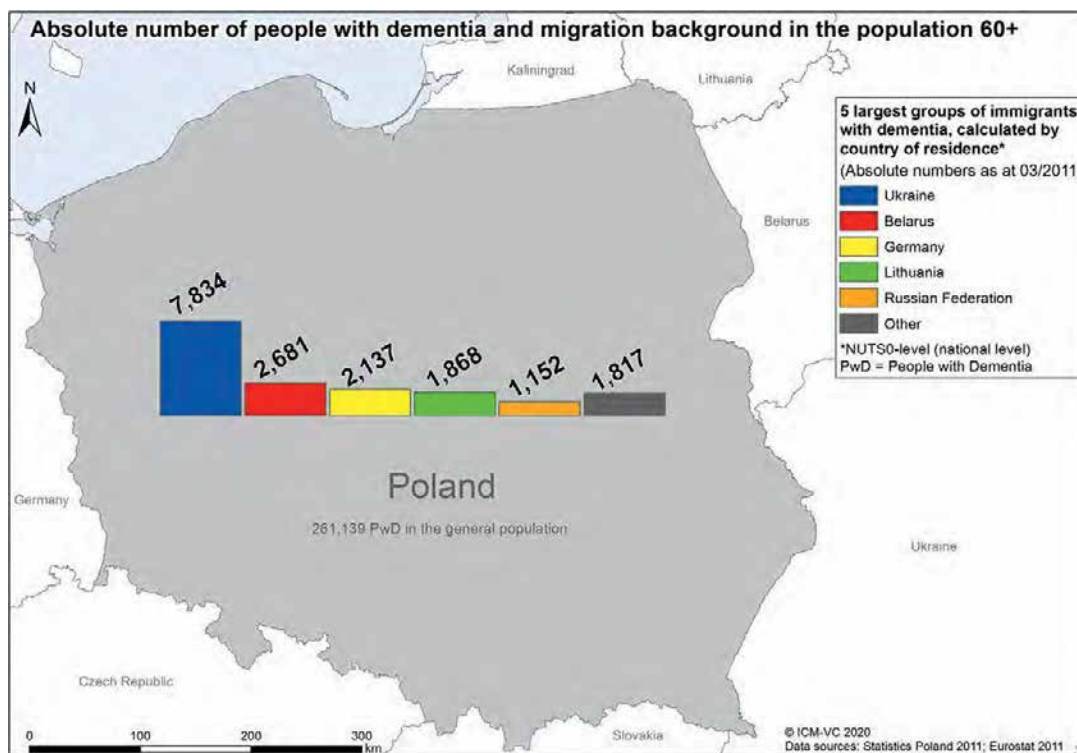 Absolute number of people with dementia and migration background in the population 60+
Kaliningrad
Lithuania
N
5 largest groups of immigrants
with dementia, calculated by
country of residence*
(Absolute numbers as at 03/2011)
Ukraine
Belarus
Germany
Lithuania
Russian Federation
Other
*NUTS0-level (national level)
PwD = People with Dementia
Belarus
7,834
2,681
2,137
1,868
1,152
1,817
Poland
261,139 PwD in the general population
Germany
Ukraine
Czech Republic
Slovakia
0 100 200 300
km
© ICM-VC 2020
Data sources: Statistics Poland 2011; Eurostat 2011